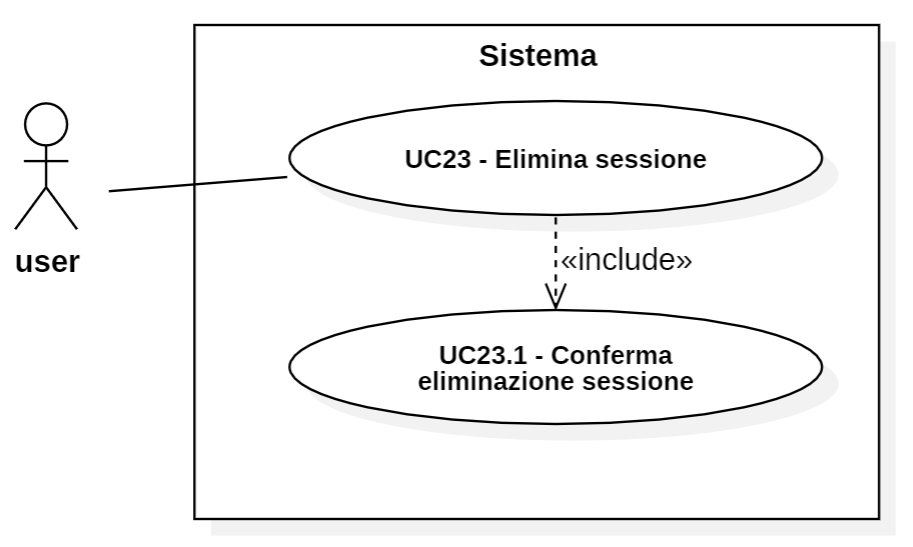 Sistema
UC23 - Elimina sessione
user
«include»
UC23.1 - Conferma
eliminazione sessione